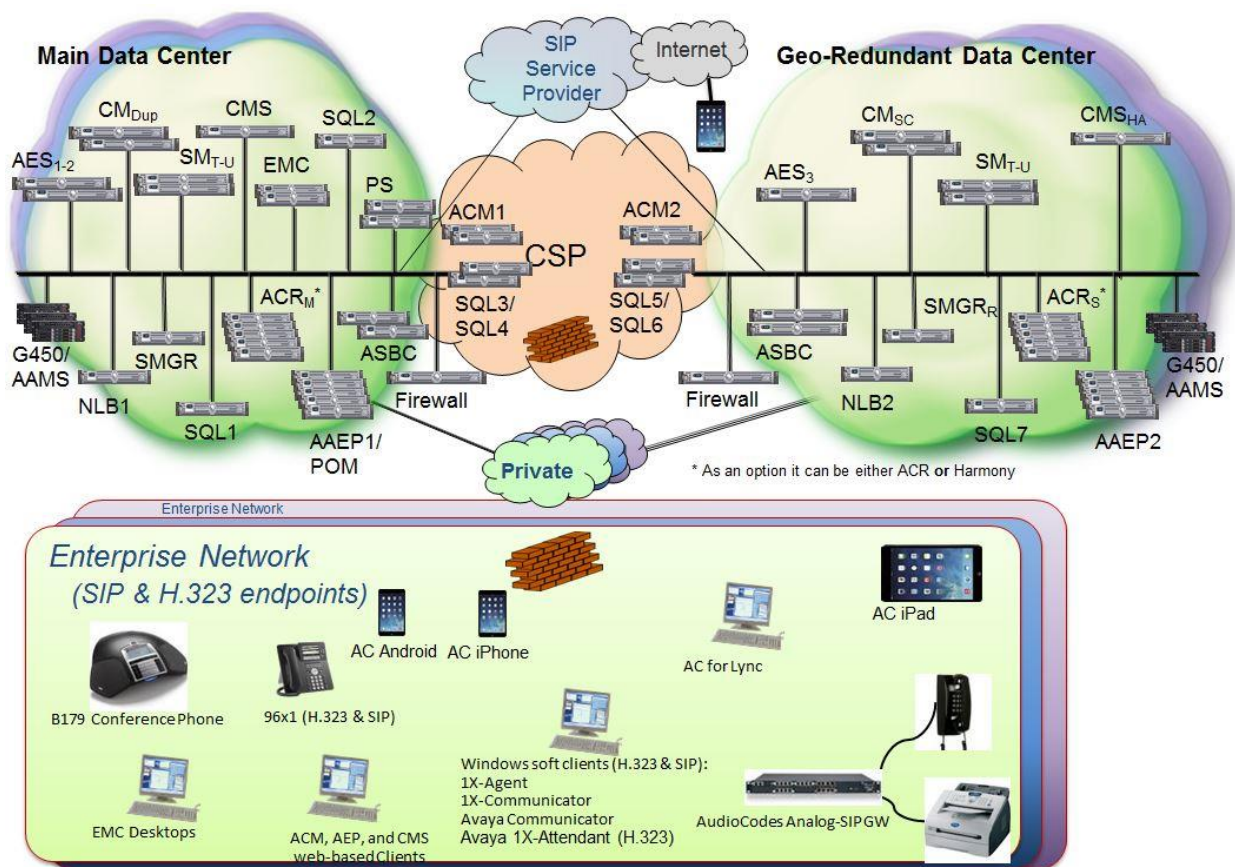 Main Data Center
SIP
Service
Provider
Internet
Geo-Redundant Data Center
CMDup
CMS
SQL2
AES1-2
SMT-U
EMC
PS
ACM1
ACM2
CSP
SQL3/
SQL4
SQL5/
SQL6
CMSC
CMSHA
AES3
SMT-U
G450/
AAMS
NLB1
SMGR
SQL1
ACRM*
AAEP1/
POM
ASBC
Firewall
Firewall
ASBC
NLB2
SMGRR
SQL7
ACRS*
AAEP2
G450/
AAMS
Private
* As an option it can be either ACR or Harmony
Enterprise Network
Enterprise Network
(SIP & H.323 endpoints)
AC Android
AC iPhone
AC for Lync
AC iPad
B179 Conference Phone
96x1 (H.323 & SIP)
EMC Desktops
ACM, AEP, and CMS
web-based Clients
Windows soft clients (H.323 & SIP):
1X-Agent
1X-Communicator
Avaya Communicator
Avaya 1X-Attendant (H.323)
AudioCodes Analog-SIP GW